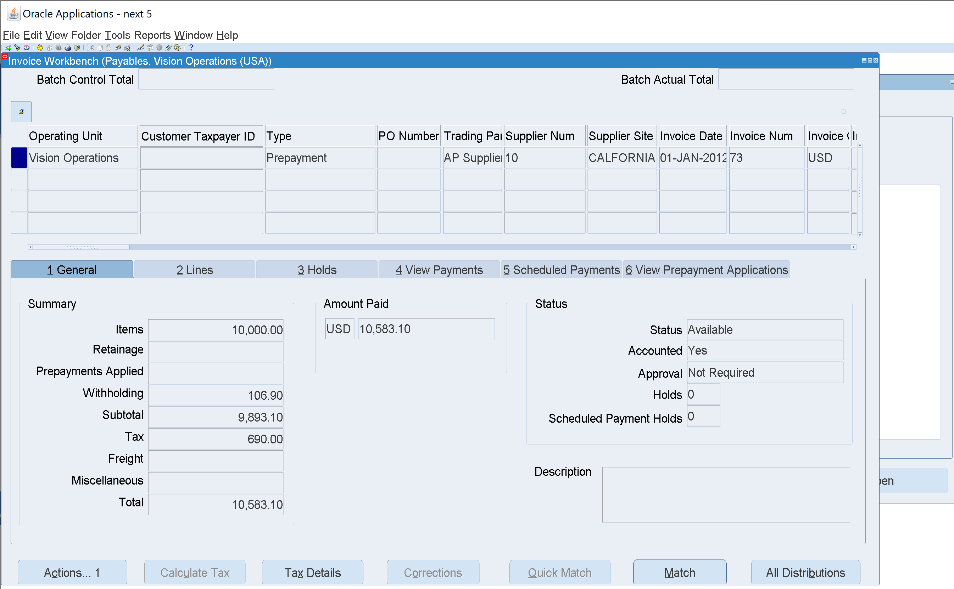 Oracle Applications - next 5
File Edit View Folder Tools Reports Window Help
Invoice Workbench (Payables, Vision Operations (USA))
Batch Control Total
Batch Actual Total
Operating Unit Customer Taxpayer ID Type PO Number Trading Par Supplier Num Supplier Site Invoice Date Invoice Num Invoice
Vision Operations Prepayment AP Supplier 10 CALFORNIA 01-JAN-2012 73 USD
1 General 2 Lines 3 Holds 4 View Payments 5 Scheduled Payments 6 View Prepayment Applications
Summary
Items 10,000.00
Retainage
Prepayments Applied
Withholding 106.90
Subtotal 9,893.10
Tax 690.00
Freight
Miscellaneous
Total 10,583.10
Amount Paid
USD 10,583.10
Status
Status Available
Accounted Yes
Approval Not Required
Holds 0
Scheduled Payment Holds 0
Description
pen
Actions... 1 Calculate Tax Tax Details Corrections Quick Match Match All Distributions